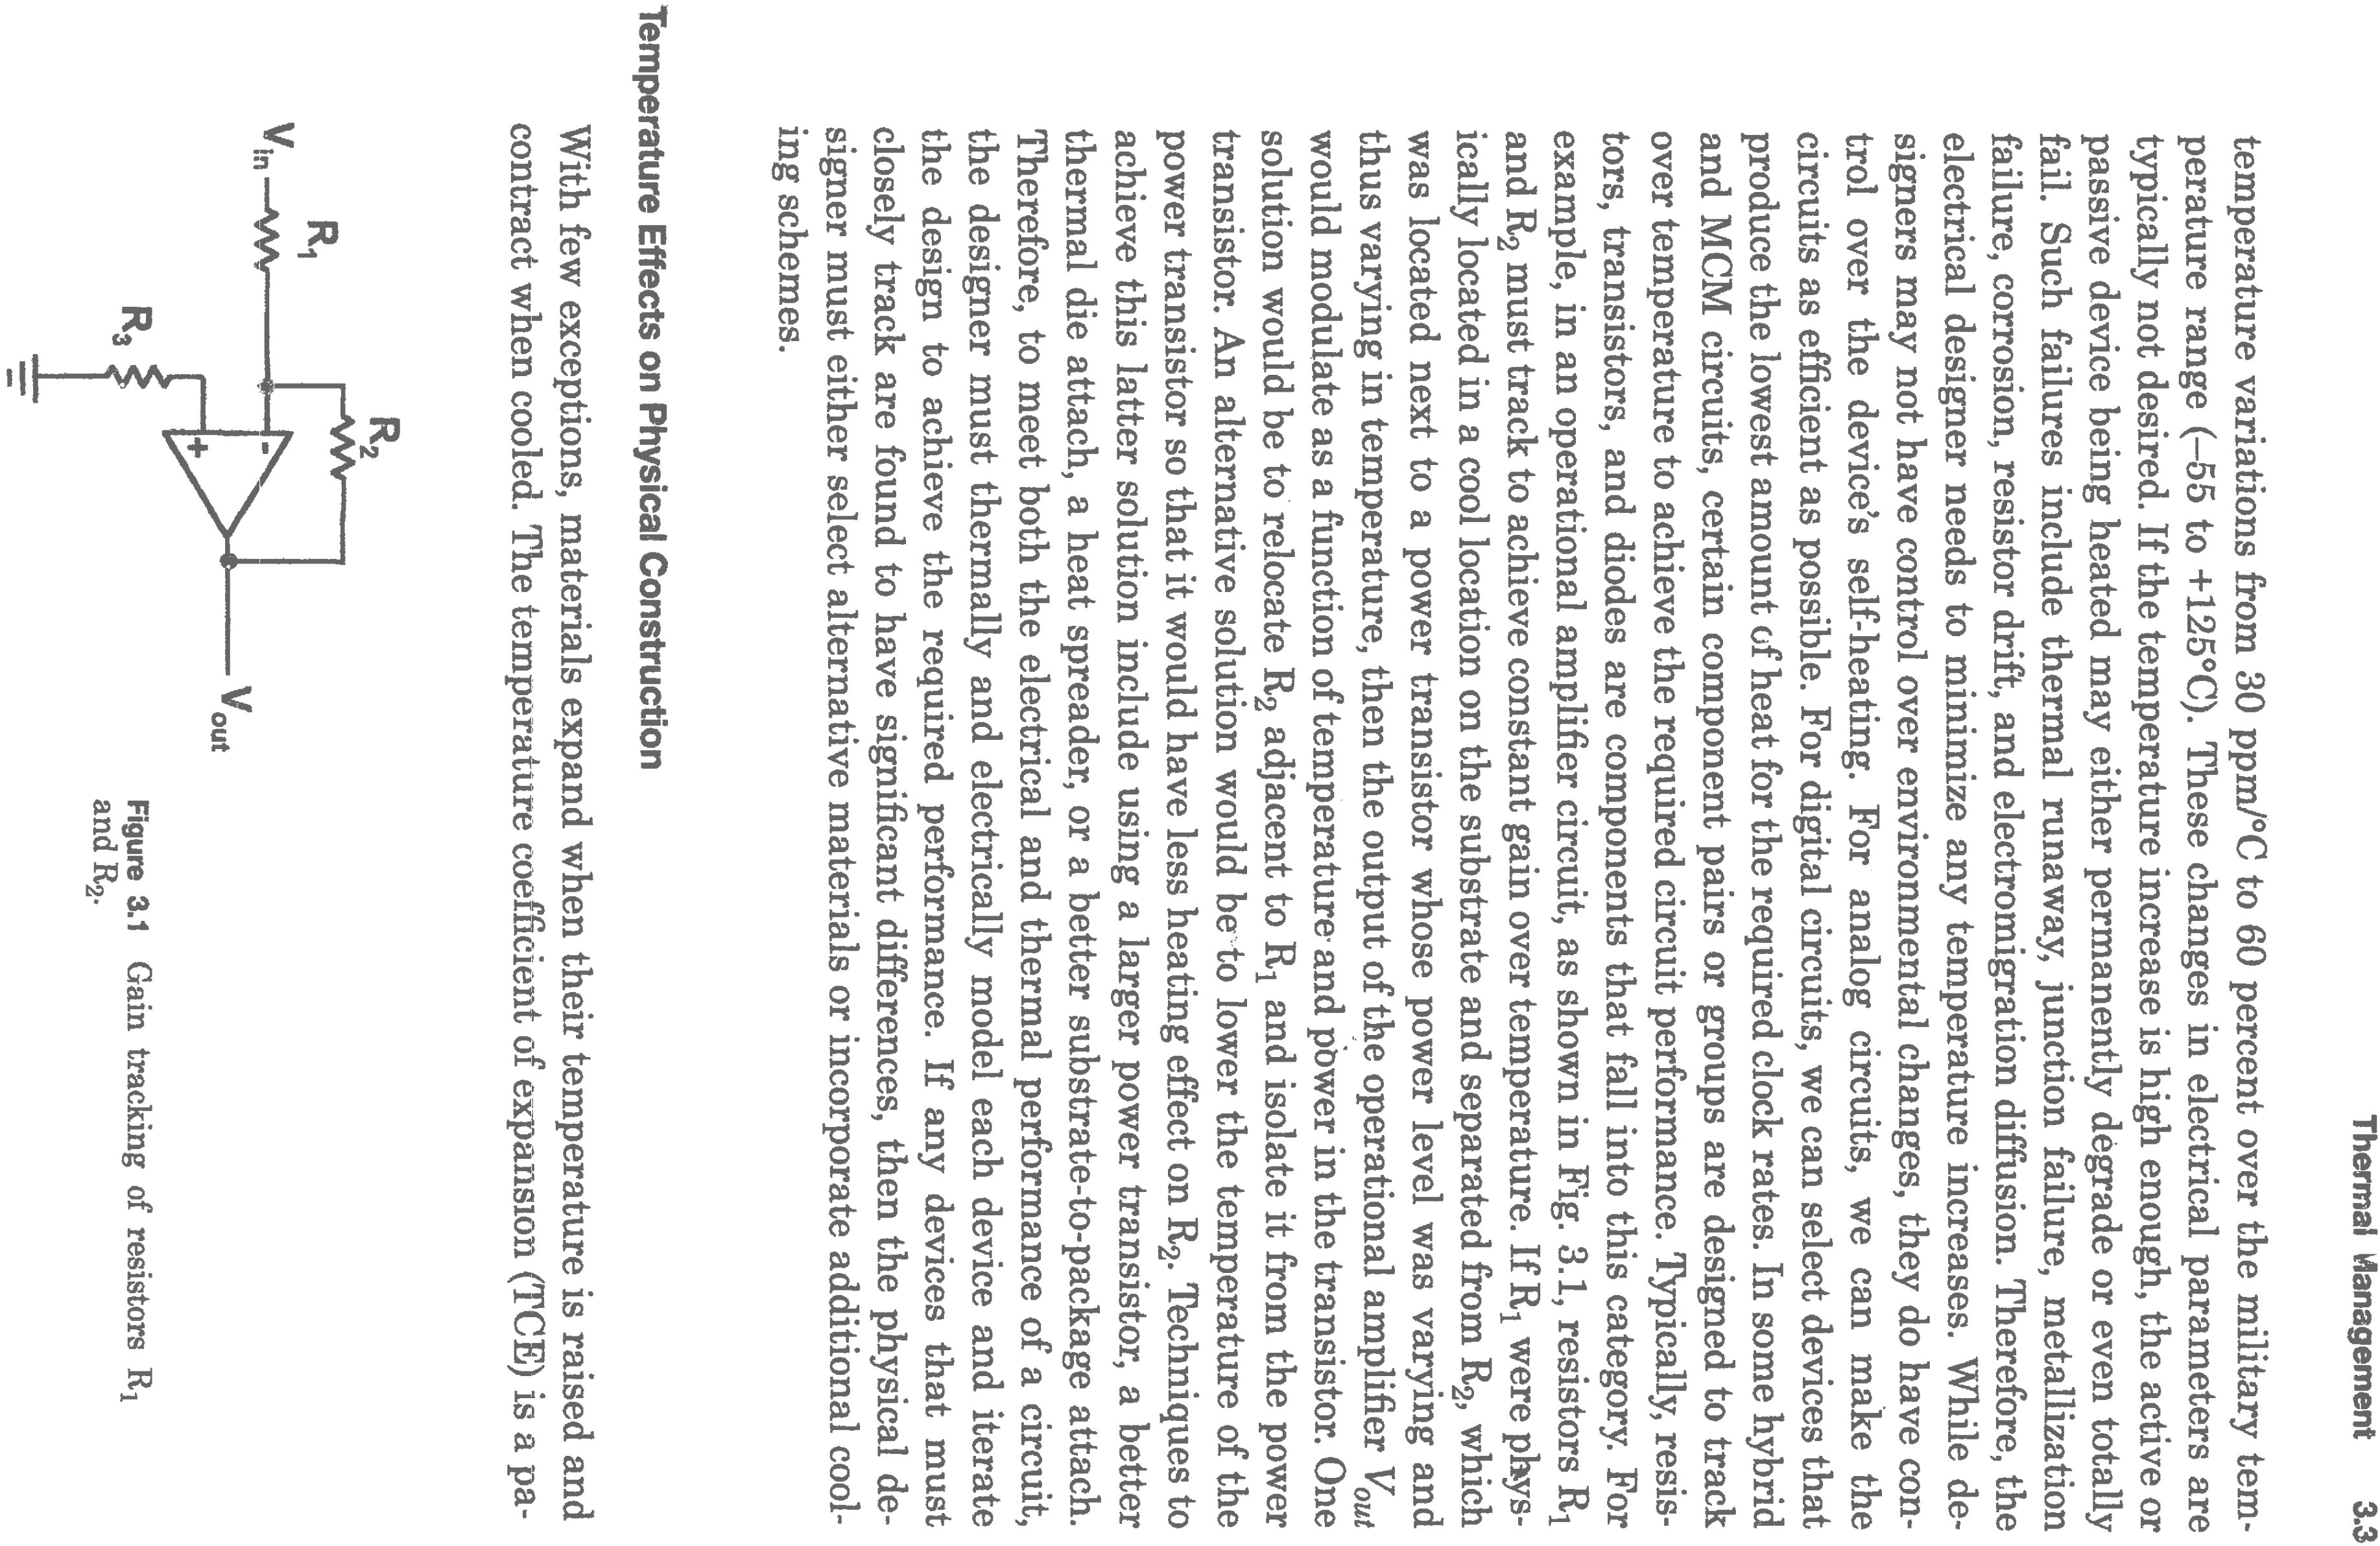 Thermal Management 3.3
temperature variations from 30 ppm/°C to 60 percent over the military tem-
perature range (–55 to +125°C). These changes in electrical parameters are
typically not desired. If the temperature increase is high enough, the active or
passive device being heated may either permanently degrade or even totally
fail. Such failures include thermal runaway, junction failure, metallization
failure, corrosion, resistor drift, and electromigration diffusion. Therefore, the
electrical designer needs to minimize any temperature increases. While de-
signers may not have control over environmental changes, they do have con-
trol over the device's self-heating. For analog circuits, we can make the
circuits as efficient as possible. For digital circuits, we can select devices that
produce the lowest amount of heat for the required clock rates. In some hybrid
and MCM circuits, certain component pairs or groups are designed to track
over temperature to achieve the required circuit performance. Typically, resis-
tors, transistors, and diodes are components that fall into this category. For
example, in an operational amplifier circuit, as shown in Fig. 3.1, resistors R1
and R2 must track to achieve constant gain over temperature. If R1 were phys-
ically located in a cool location on the substrate and separated from R2, which
was located next to a power transistor whose power level was varying and
thus varying in temperature, then the output of the operational amplifier Vout
would modulate as a function of temperature and power in the transistor. One
solution would be to relocate R2 adjacent to R1 and isolate it from the power
transistor. An alternative solution would be to lower the temperature of the
power transistor so that it would have less heating effect on R2. Techniques to
achieve this latter solution include using a larger power transistor, a better
thermal die attach, a heat spreader, or a better substrate-to-package attach.
Therefore, to meet both the electrical and thermal performance of a circuit,
the designer must thermally and electrically model each device and iterate
the design to achieve the required performance. If any devices that must
closely track are found to have significant differences, then the physical de-
signer must either select alternative materials or incorporate additional cool-
ing schemes.
Temperature Effects on Physical Construction
With few exceptions, materials expand when their temperature is raised and
contract when cooled. The temperature coefficient of expansion (TCE) is a pa-
R2
R1
Vin
-
+
Vout
R3
Figure 3.1 Gain tracking of resistors R1
and R2.